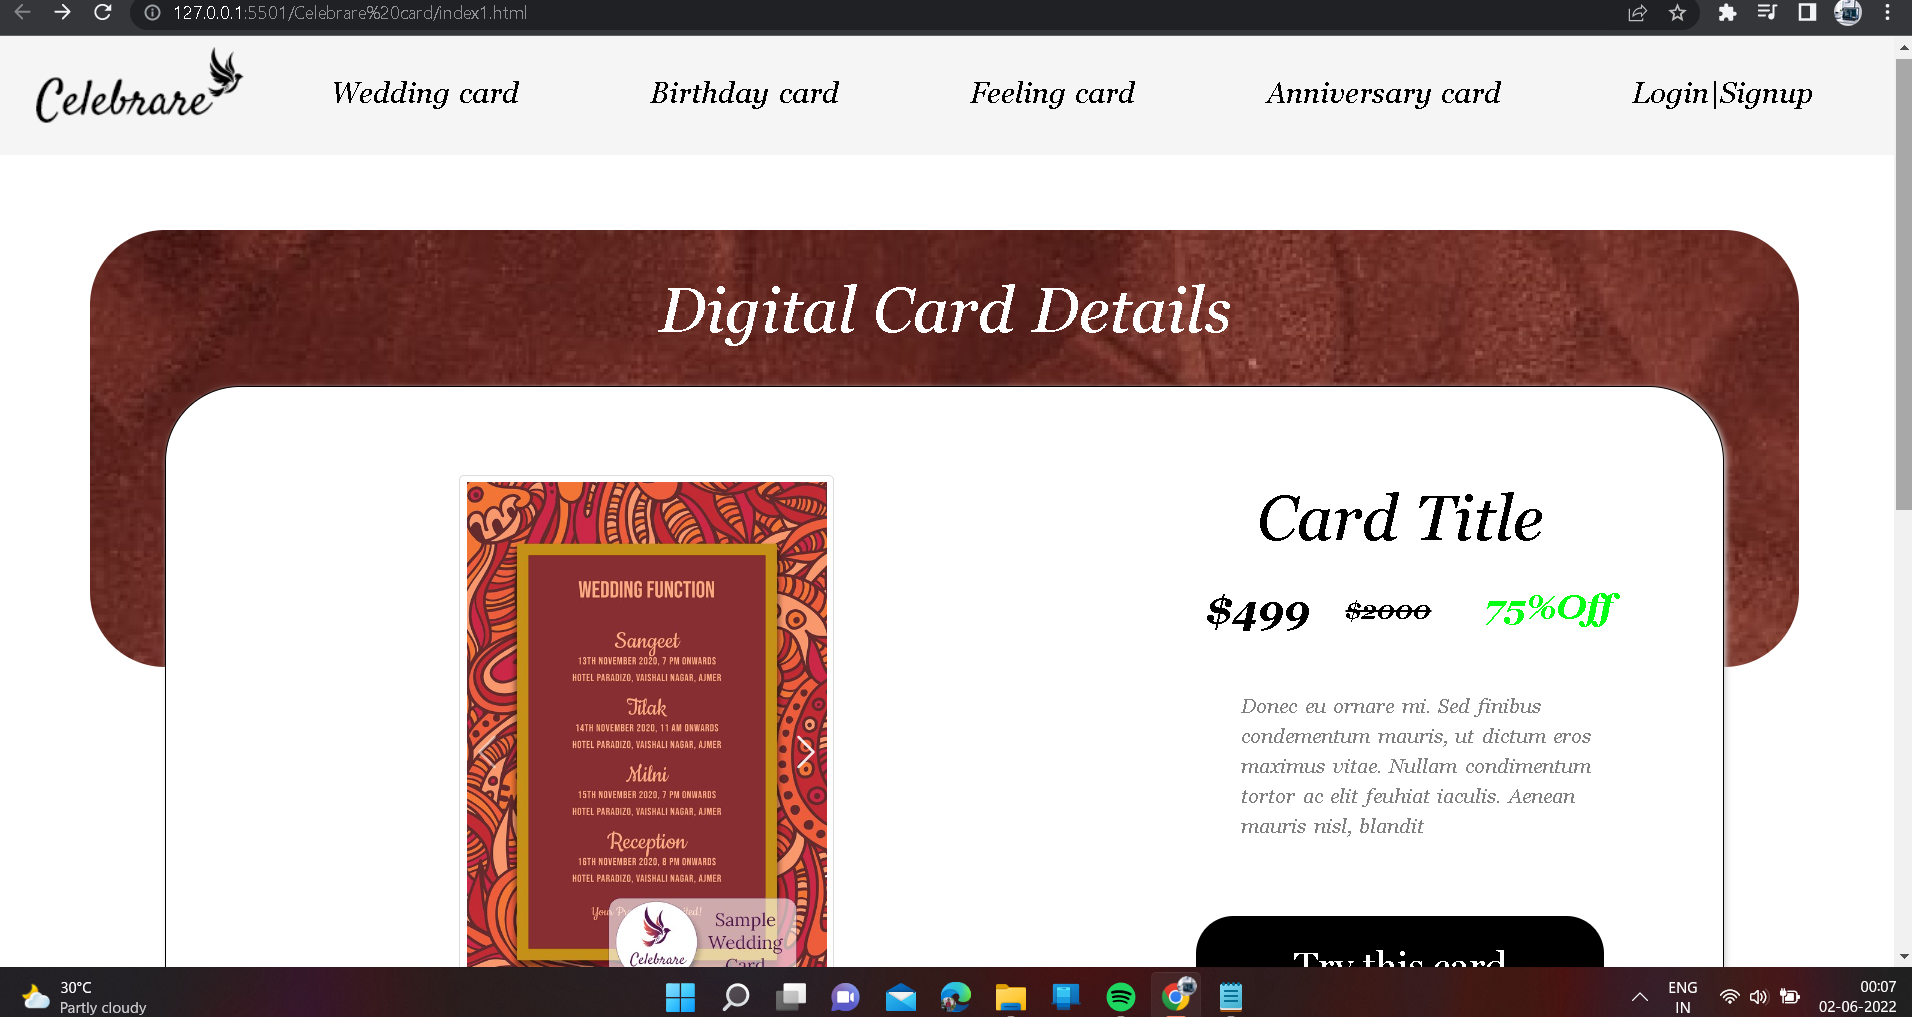 127.0.0.1:5501/Celebrare%20card/index1.html
Celebrare
Wedding card
Birthday card
Feeling card
Anniversary card
Login|Signup
Digital Card Details
WEDDING FUNCTION
Sangeet
13TH NOVEMBER 2020, 7 PM ONWARDS
HOTEL PARADIZO, VAISHALI NAGAR, AJMER
Tilak
14TH NOVEMBER 2020, 11 AM ONWARDS
HOTEL PARADIZO, VAISHALI NAGAR, AJMER
Milni
15TH NOVEMBER 2020, 7 PM ONWARDS
HOTEL PARADIZO, VAISHALI NAGAR, AJMER
Reception
16TH NOVEMBER 2020, 8 PM ONWARDS
HOTEL PARADIZO, VAISHALI NAGAR, AJMER
Your
Celebrare
Sample
Wedding
Card
Card Title
$499 $2000 75%Off
Donec eu ornare mi. Sed finibus
condementum mauris, ut dictum eros
maximus vitae. Nullam condimentum
tortor ac elit feuhiat iaculis. Aenean
mauris nisl, blandit
Try this card
30°C
Partly cloudy
ENG
IN
00:07
02-06-2022